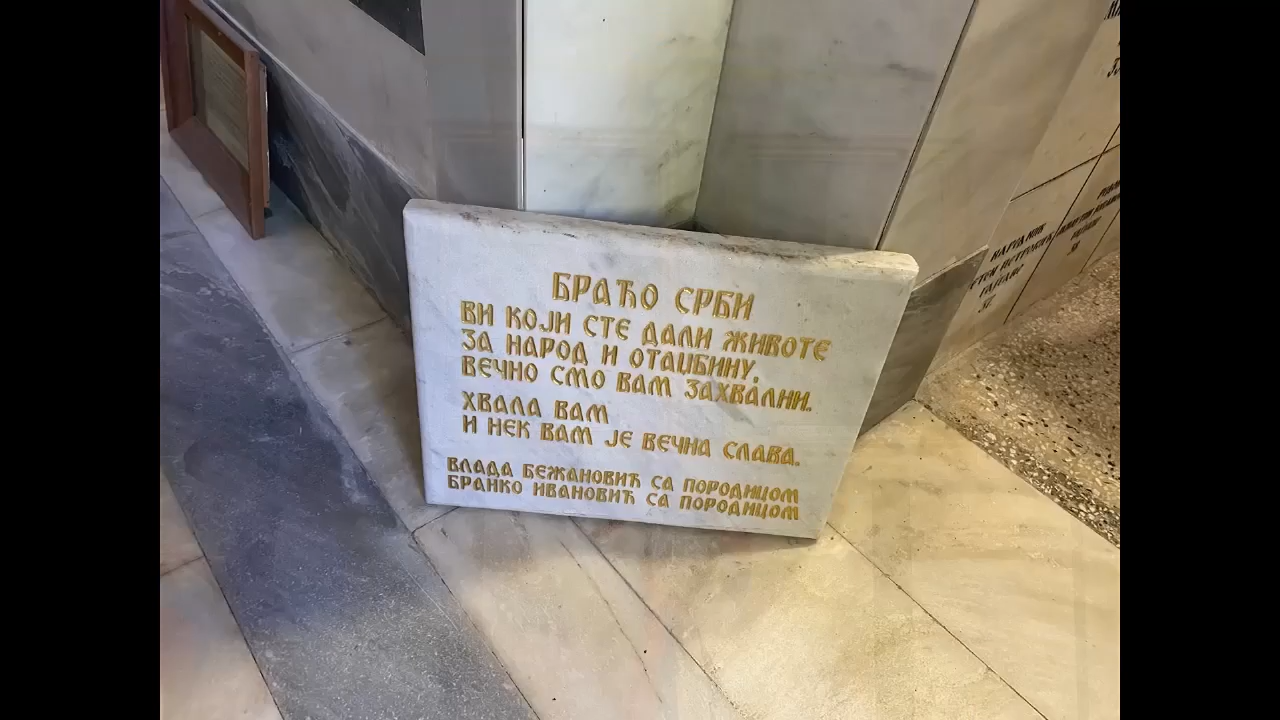 БРАЋО СРБИ
ВИ КОЈИ СТЕ ДАЛИ ЖИВОТЕ
ЗА НАРОД И ОТАЏБИНУ,
ВЕЧНО СМО ВАМ ЗАХВАЛНИ.
ХВАЛА ВАМ
И НЕК ВАМ ЈЕ ВЕЧНА СЛАВА.
ВЛАДА БЕЖАНОВИЋ СА ПОРОДИЦОМ
БРАНКО ИВАНОВИЋ СА ПОРОДИЦОМ